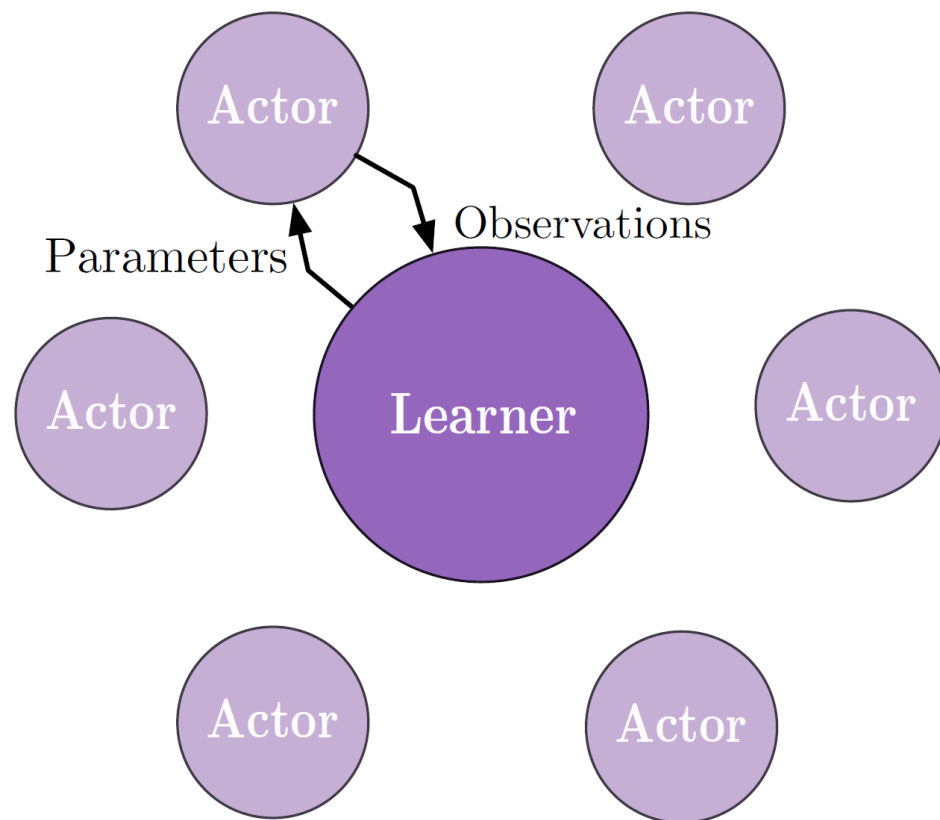 Actor
Actor
Observations
Parameters
Actor
Learner
Actor
Actor
Actor